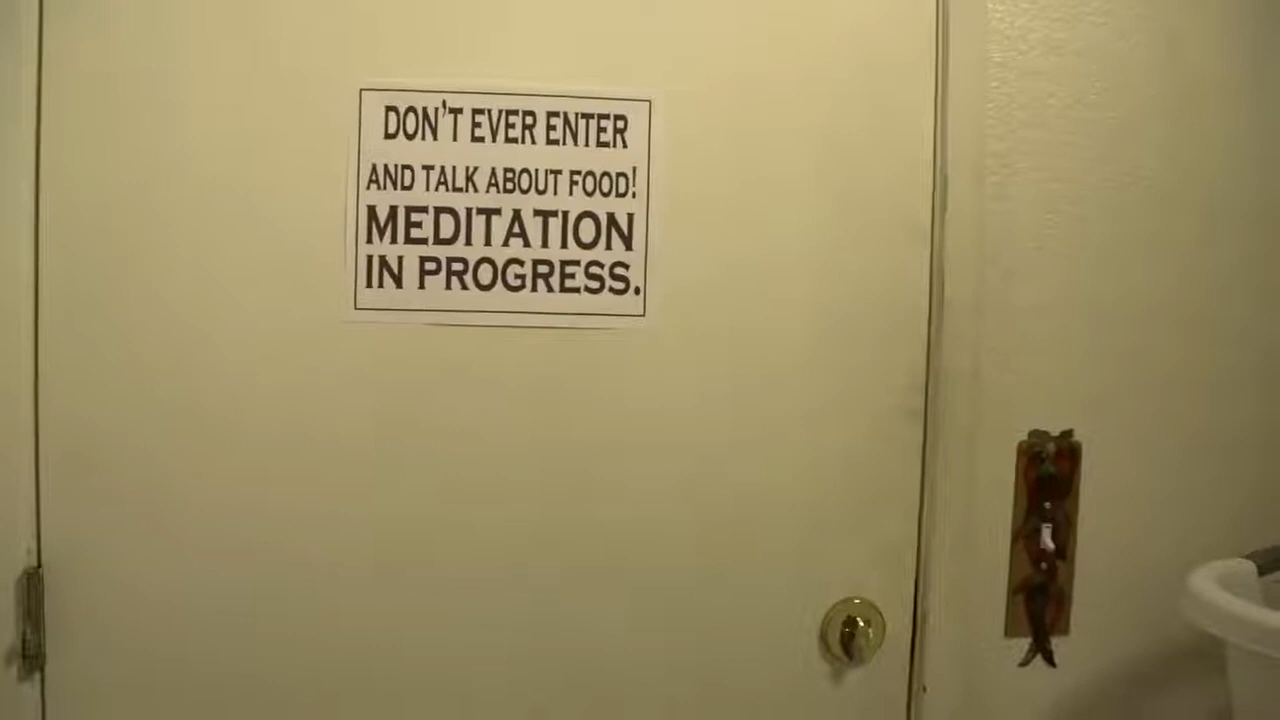 DON'T EVER ENTER
AND TALK ABOUT FOOD!
MEDITATION
IN PROGRESS.